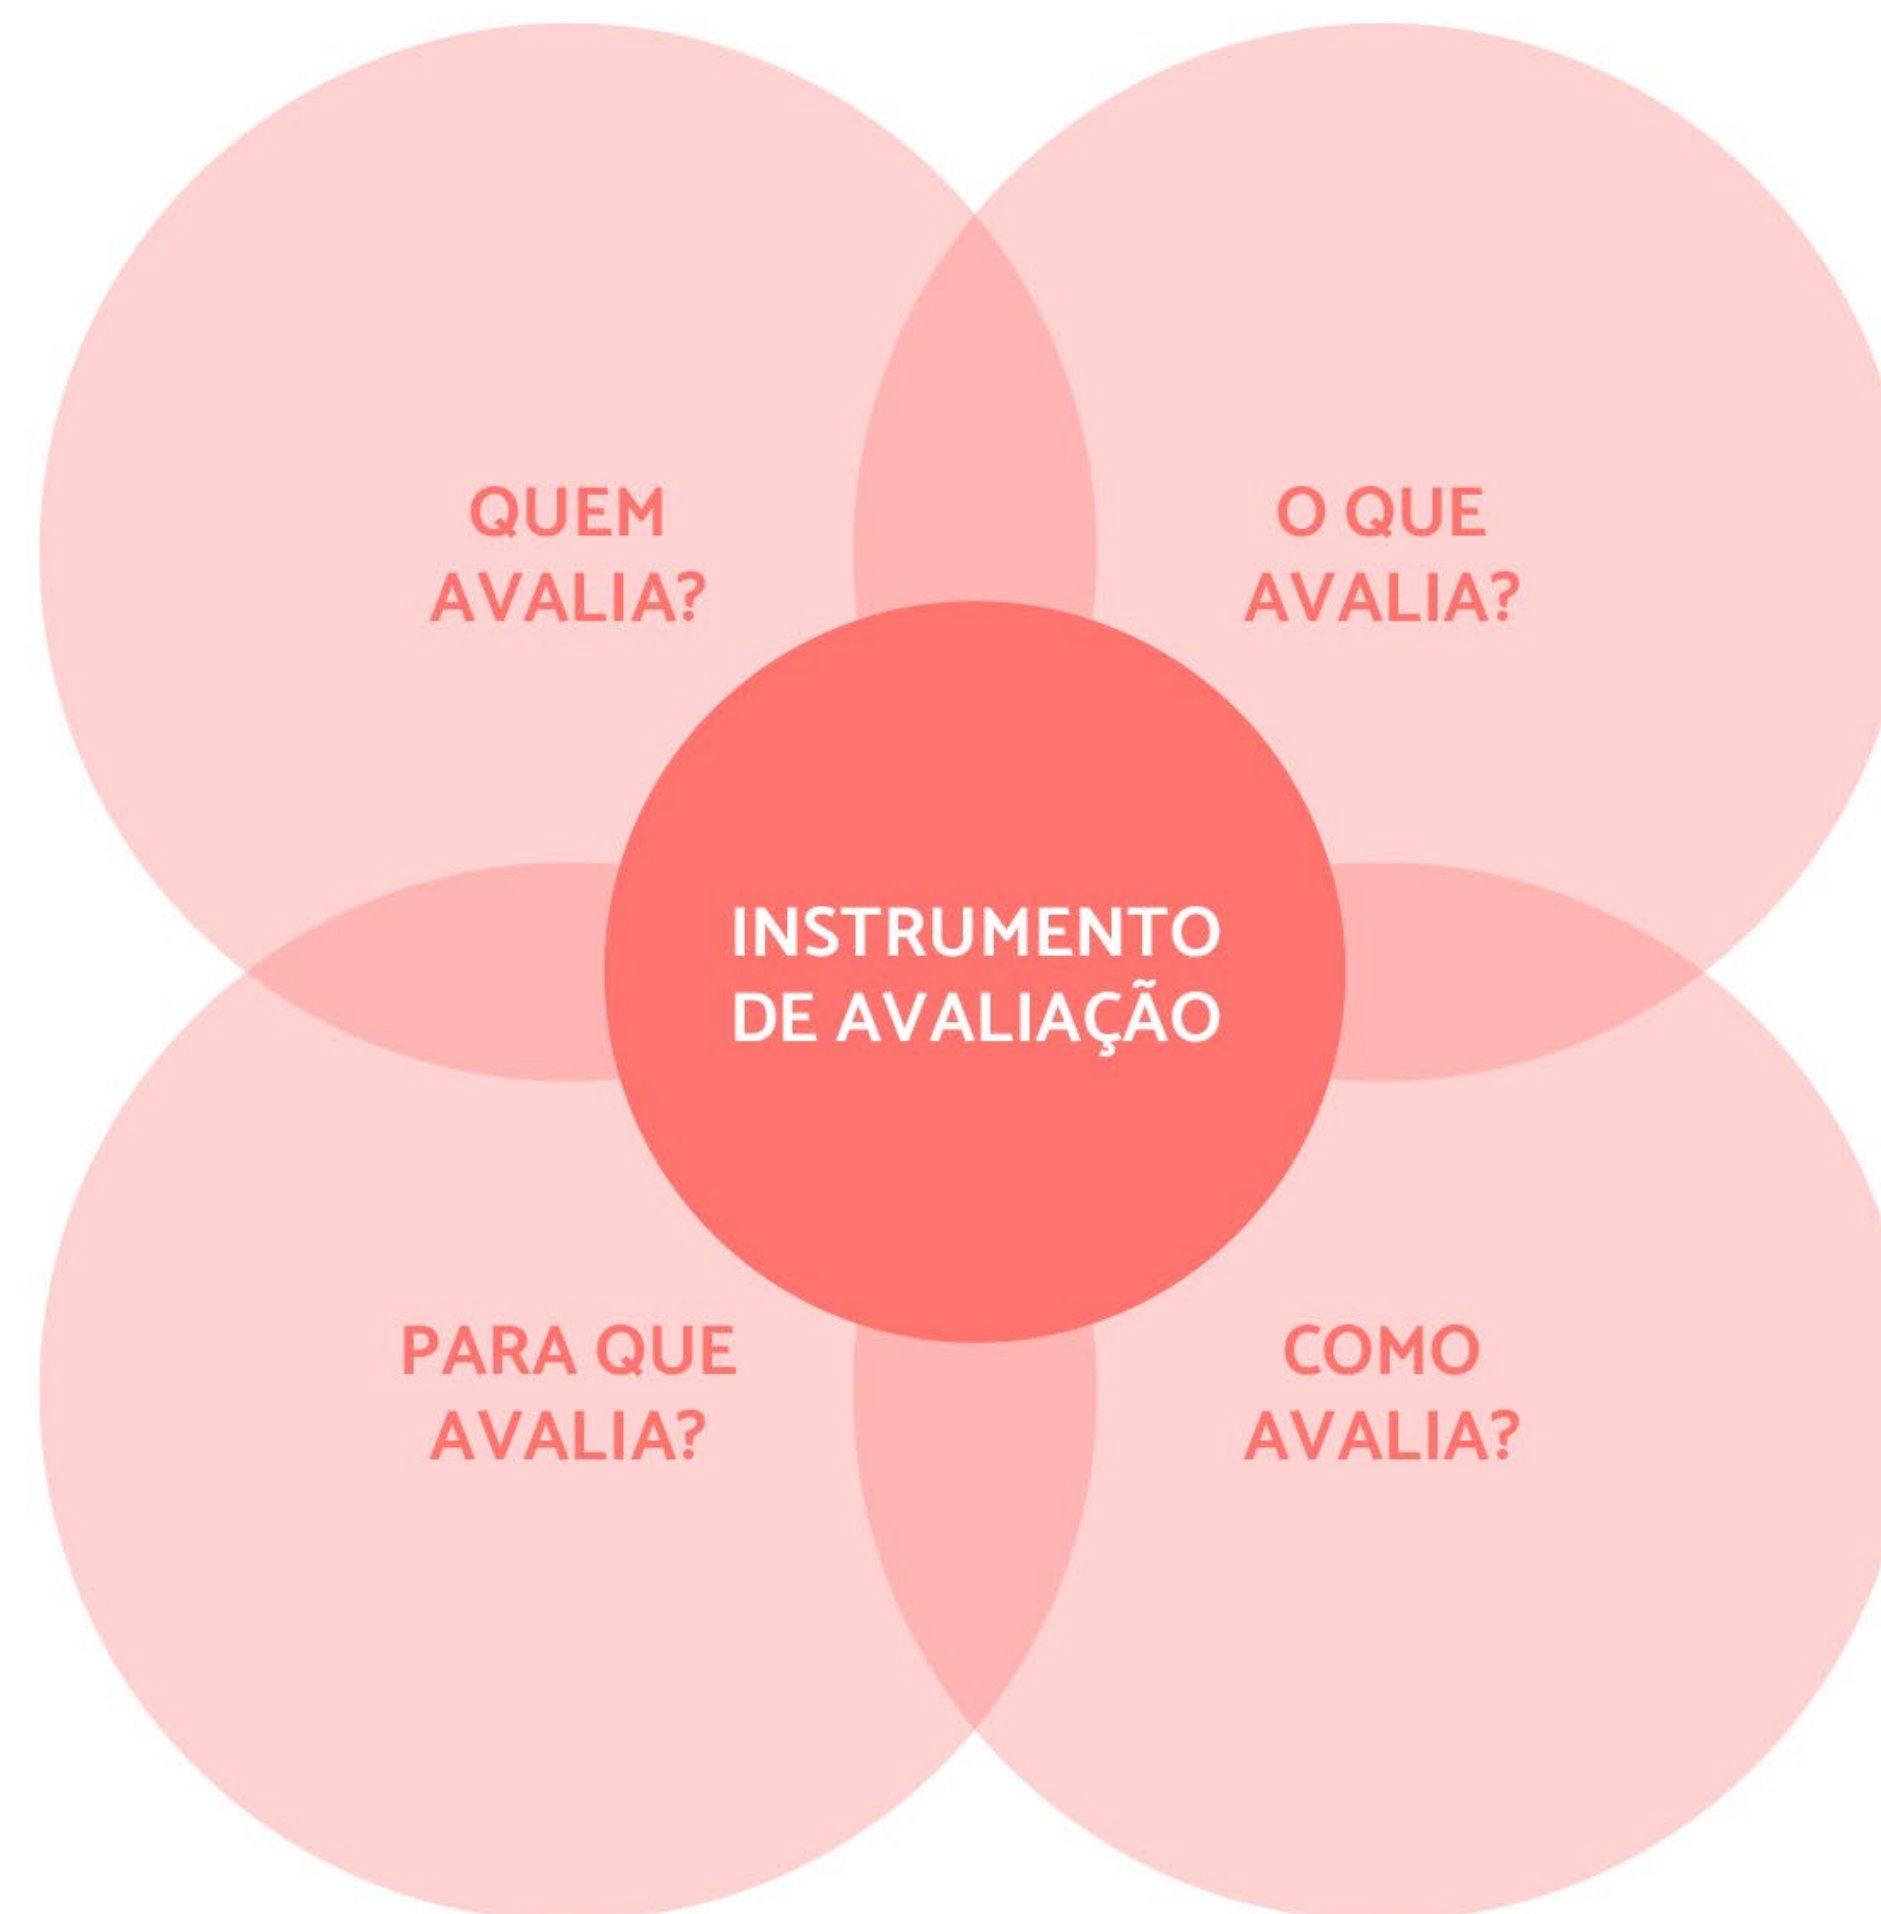 QUEM
AVALIA?
O QUE
AVALIA?
INSTRUMENTO
DE AVALIAÇÃO
PARA QUE
AVALIA?
COMO
AVALIA?